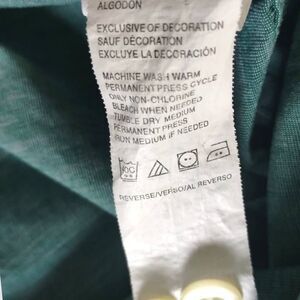 ALGODON
EXCLUSIVE OF DECORATION
SAUF DÉCORATION
EXCLUYE LA DECORACIÓN
MACHINE WASH WARM
PERMANENT PRESS CYCLE
ONLY NON-CHLORINE
BLEACH WHEN NEEDED
TUMBLE DRY MEDIUM
PERMANENT PRESS
IRON MEDIUM IF NEEDED
REVERSE/VERSO/AL REVERSO